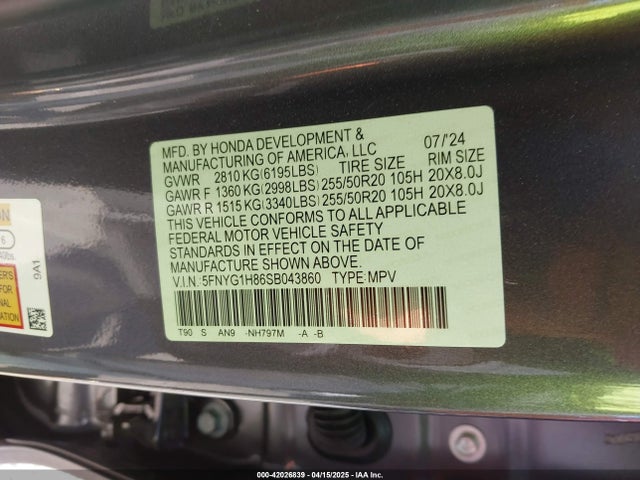 MFD. BY HONDA DEVELOPMENT &
MANUFACTURING OF AMERICA, LLC 07/'24
GVWR 2810 KG(6195LBS) TIRE SIZE RIM SIZE
GAWR F 1360 KG(2998LBS) 255/50R20 105H 20X8.0J
GAWR R 1515 KG(3340LBS) 255/50R20 105H 20X8.0J
THIS VEHICLE CONFORMS TO ALL APPLICABLE
FEDERAL MOTOR VEHICLE SAFETY
STANDARDS IN EFFECT ON THE DATE OF
MANUFACTURE SHOWN ABOVE.
V.I.N. 5FNYG1H86SB043860 TYPE:MPV
T90 S AN9 -NH797M -A -B
9A1
000-42026839 - 04/15/2025 - IAA Inc.